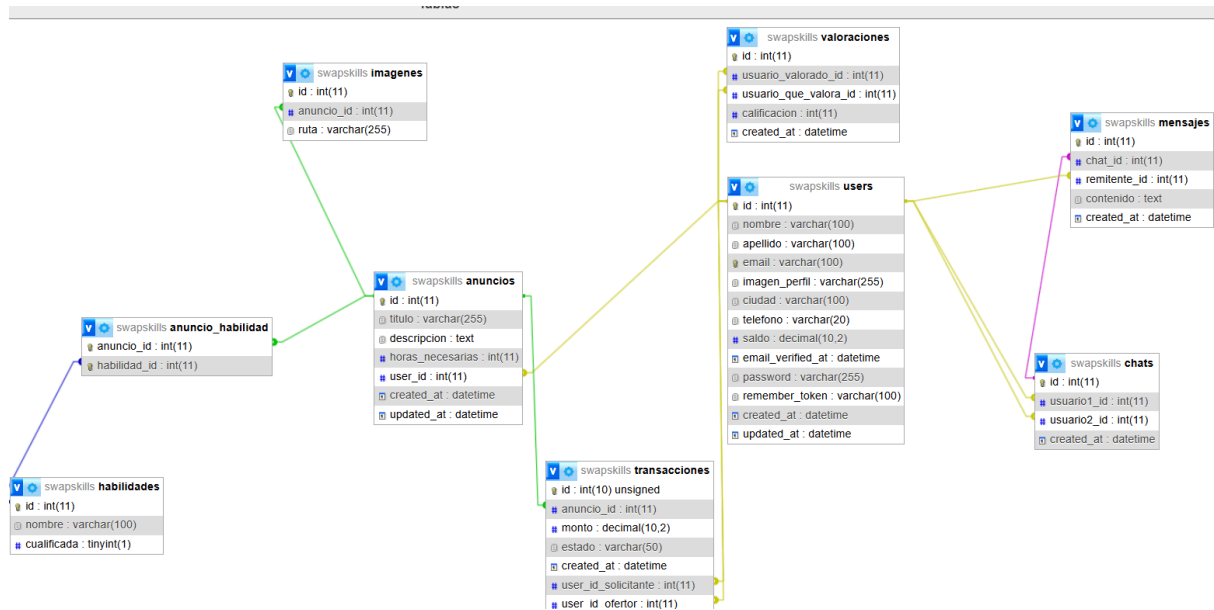 swapskills valoraciones
id : int(11)
usuario_valorado_id : int(11)
usuario_que_valora_id : int(11)
calificacion : int(11)
created_at : datetime
swapskills imagenes
id : int(11)
anuncio_id : int(11)
ruta : varchar(255)
swapskills mensajes
id : int(11)
chat_id : int(11)
remitente_id : int(11)
contenido : text
created_at : datetime
swapskills users
id : int(11)
nombre : varchar(100)
apellido : varchar(100)
email : varchar(100)
imagen_perfil : varchar(255)
ciudad : varchar(100)
telefono : varchar(20)
saldo : decimal(10,2)
email_verified_at : datetime
password : varchar(255)
remember_token : varchar(100)
created_at : datetime
updated_at : datetime
swapskills anuncios
id : int(11)
titulo : varchar(255)
descripcion : text
horas_necesarias : int(11)
user_id : int(11)
created_at : datetime
updated_at : datetime
swapskills anuncio_habilidad
anuncio_id : int(11)
habilidad_id : int(11)
swapskills chats
id : int(11)
usuario1_id : int(11)
usuario2_id : int(11)
created_at : datetime
swapskills transacciones
id : int(10) unsigned
anuncio_id : int(11)
monto : decimal(10,2)
estado : varchar(50)
created_at : datetime
user_id_solicitante : int(11)
user_id_ofertor : int(11)
swapskills habilidades
id : int(11)
nombre : varchar(100)
cualificada : tinyint(1)